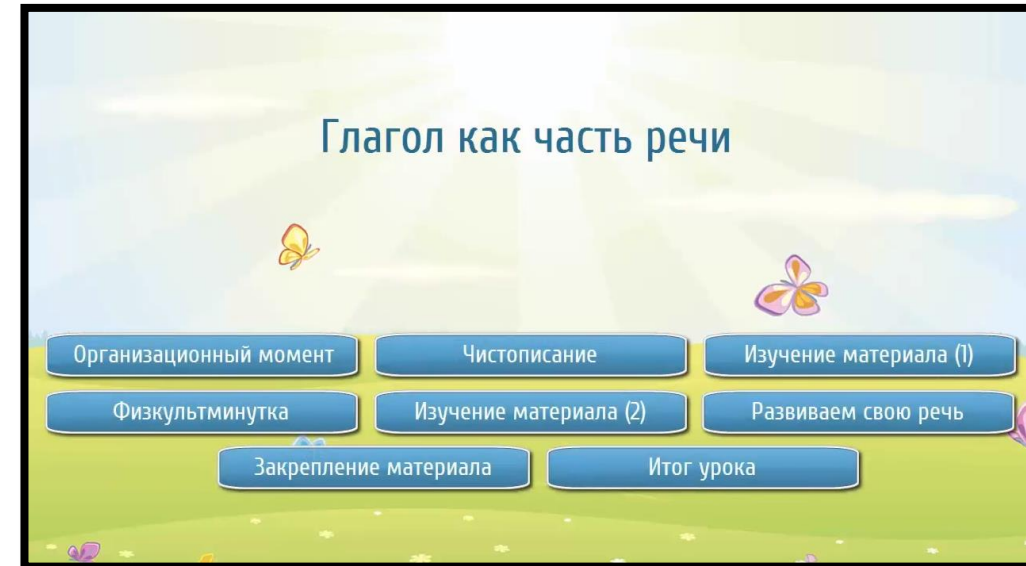 Глагол как часть речи
Организационный момент
Чистописание
Изучение материала (1)
Физкультминутка
Изучение материала (2)
Развиваем свою речь
Закрепление материала
Итог урока